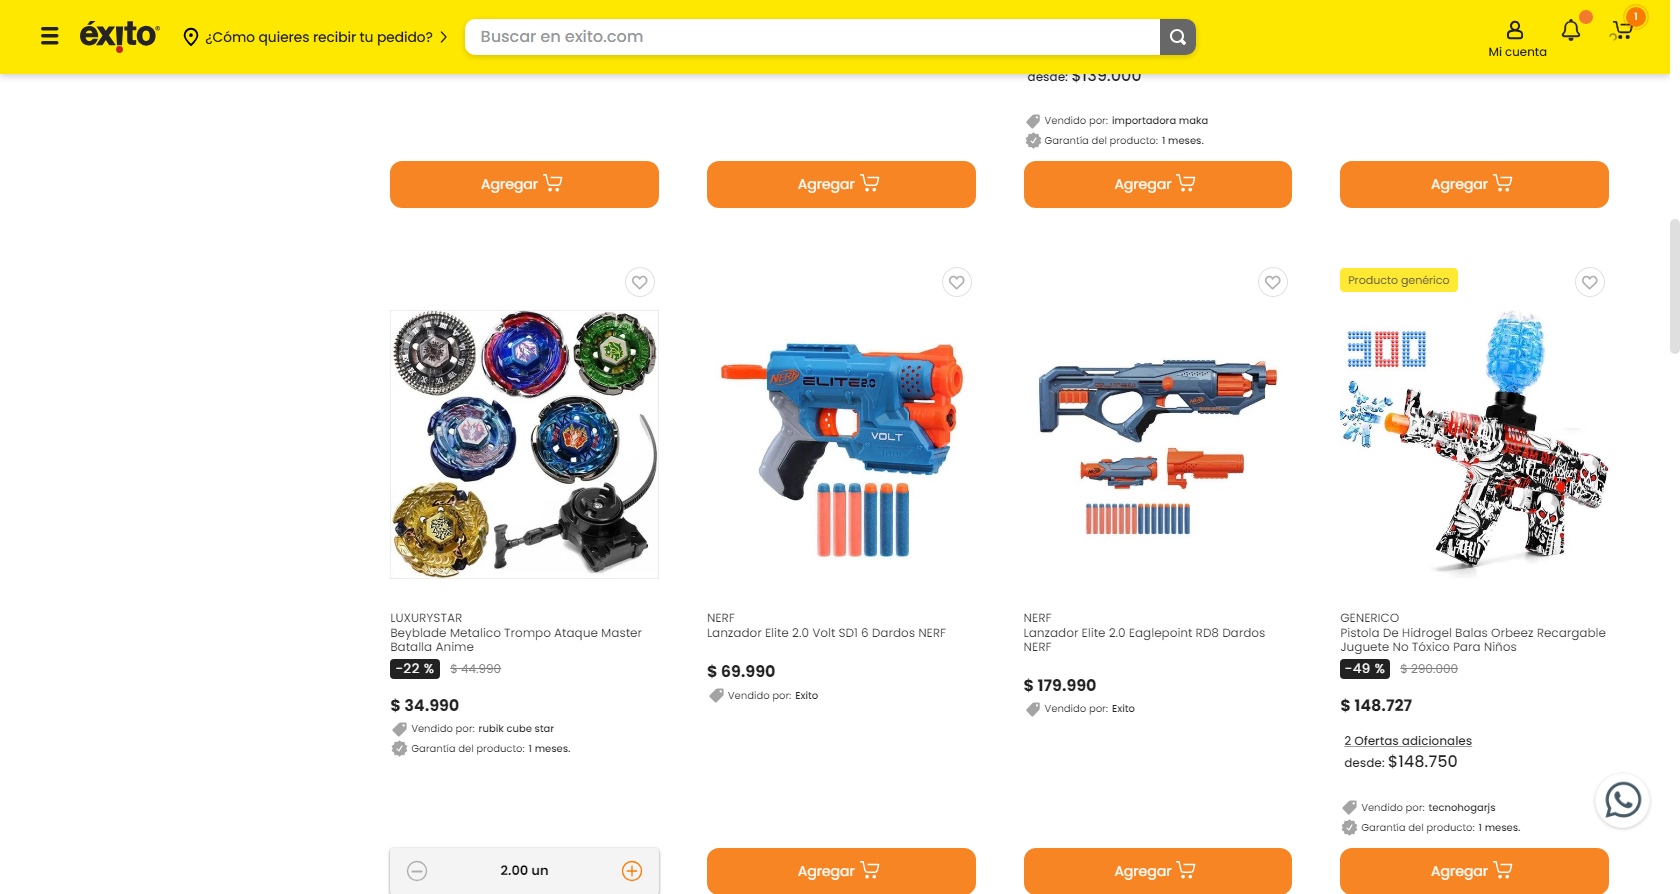 éxito
¿Cómo quieres recibir tu pedido?
Buscar en exito.com
Mi cuenta
1
desde: $139.000
Vendido por: importadora maka
Garantía del producto: 1 meses.
Agregar
Agregar
Agregar
Agregar
LUXURYSTAR
Beyblade Metalico Trompo Ataque Master
Batalla Anime
-22 %
$ 44.990
$ 34.990
Vendido por: rubik cube star
Garantía del producto: 1 meses.
2.00 un
NERF
ELITE 2.0
VOLT
NERF
Lanzador Elite 2.0 Volt SD1 6 Dardos NERF
$ 69.990
Vendido por: Exito
Agregar
NERF
Lanzador Elite 2.0 Eaglepoint RD8 Dardos
NERF
$ 179.990
Vendido por: Exito
Agregar
Producto genérico
300
GENERICO
Pistola De Hidrogel Balas Orbeez Recargable
Juguete No Tóxico Para Niños
-49 %
$ 290.000
$ 148.727
2 Ofertas adicionales
desde: $148.750
Vendido por: tecnohogarjs
Garantía del producto: 1 meses.
Agregar